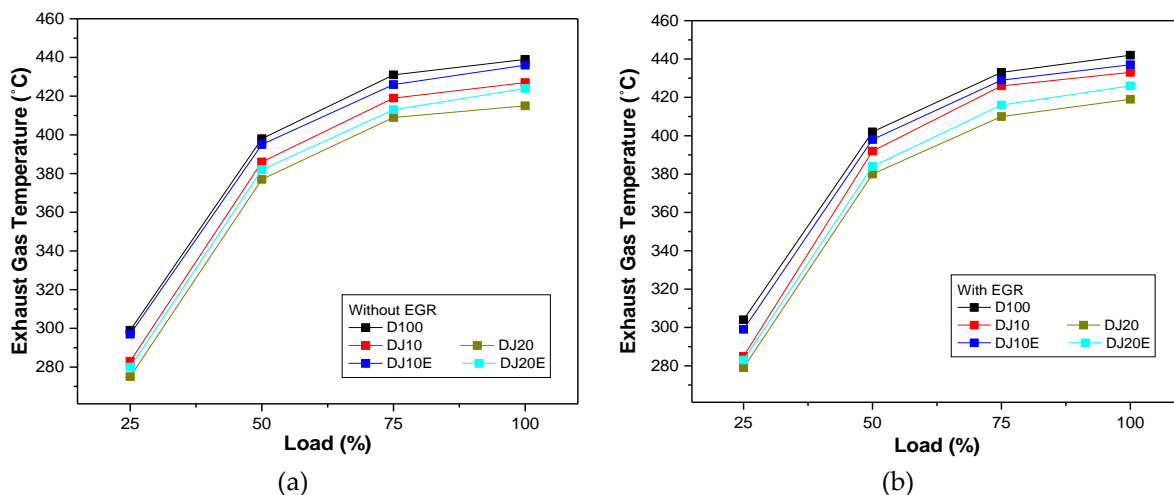 460
440
420
400
380
360
340
320
300
280
Exhaust Gas Temperature (˚C)
Without EGR
D100
DJ10 DJ20
DJ10E DJ20E
25 50 75 100
Load (%)
(a)
460
440
420
400
380
360
340
320
300
280
Exhaust Gas Temperature (˚C)
With EGR
D100
DJ10 DJ20
DJ10E DJ20E
25 50 75 100
Load (%)
(b)